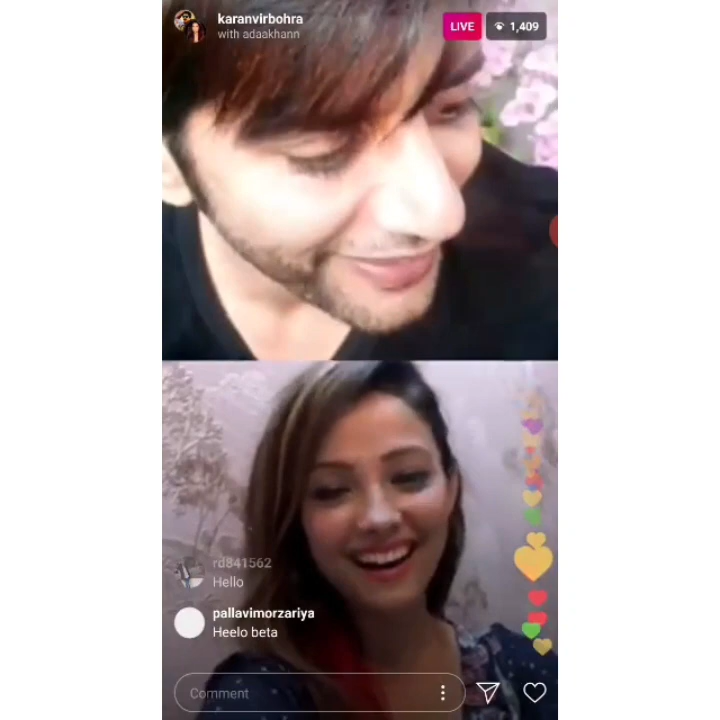 karanvirbohra
with adaakhann
LIVE
1,409
rd841562
Hello
pallavimorzariya
Heelo beta
Comment